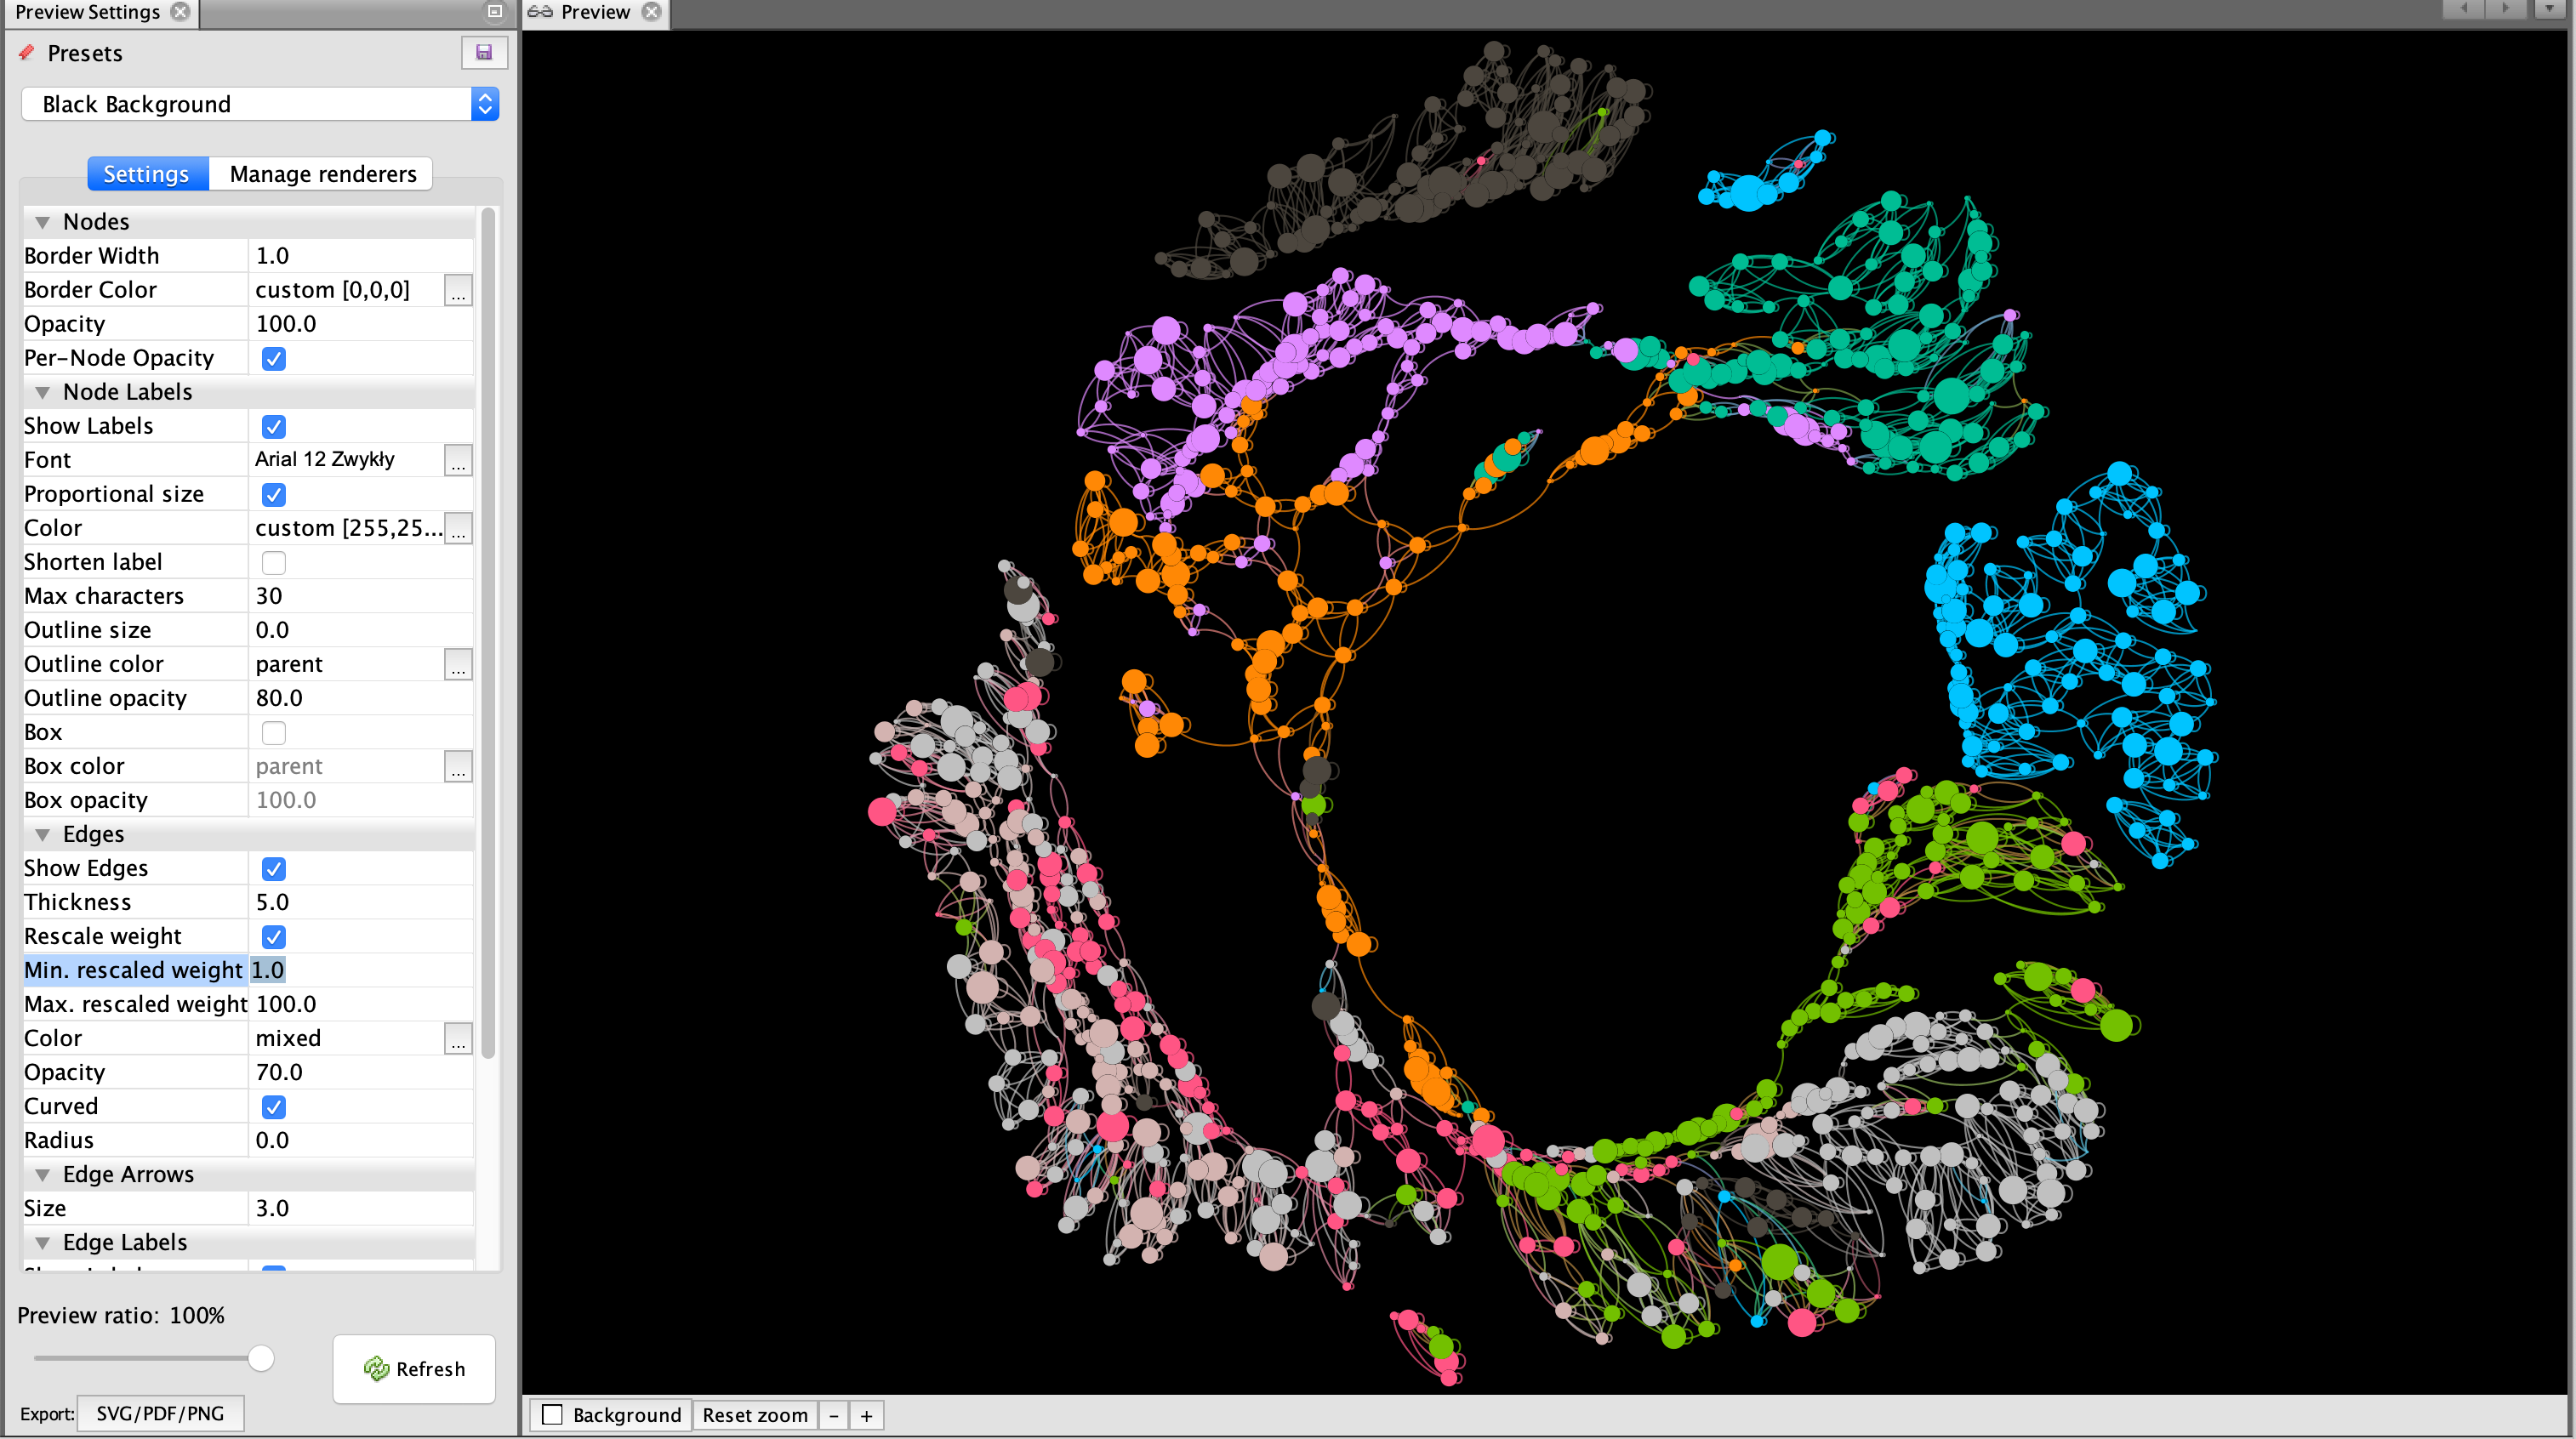 Preview Settings
Presets
Black Background
Settings
Manage renderers
Nodes
Border Width 1.0
Border Color custom [0,0,0] ...
Opacity 100.0
Per-Node Opacity
Node Labels
Show Labels
Font Arial 12 Zwykły ...
Proportional size
Color custom [255,25... ...
Shorten label
Max characters 30
Outline size 0.0
Outline color parent ...
Outline opacity 80.0
Box
Box color parent ...
Box opacity 100.0
Edges
Show Edges
Thickness 5.0
Rescale weight
Min. rescaled weight 1.0
Max. rescaled weight 100.0
Color mixed ...
Opacity 70.0
Curved
Radius 0.0
Edge Arrows
Size 3.0
Edge Labels
Preview ratio: 100%
Refresh
Export: SVG/PDF/PNG
Preview
Background
Reset zoom - +